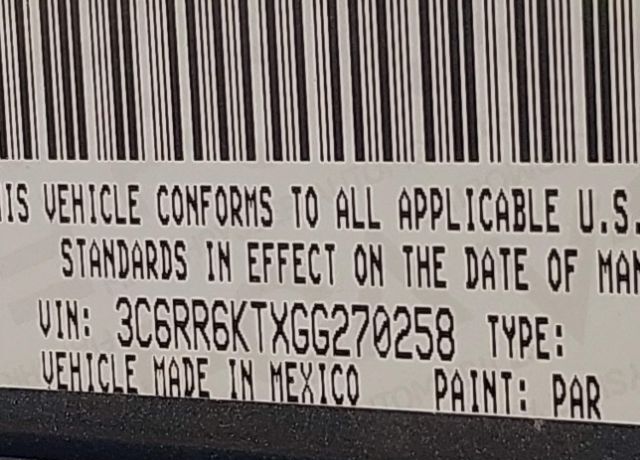 IS VEHICLE CONFORMS TO ALL APPLICABLE U.S.
STANDARDS IN EFFECT ON THE DATE OF MAN
VIN: 3C6RR6KTXGG270258 TYPE:
VEHICLE MADE IN MEXICO PAINT: PAR